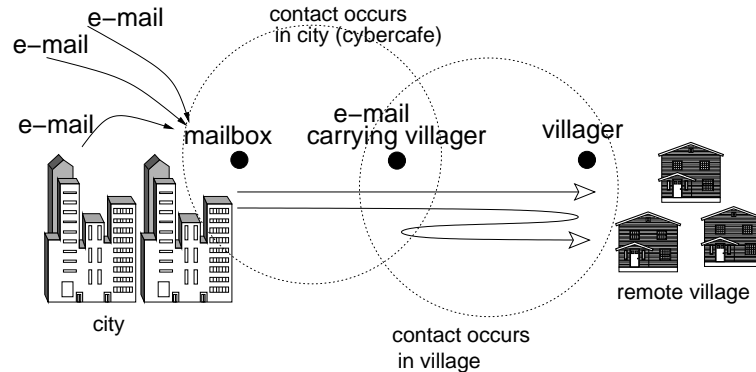 e−mail
e−mail
e−mail
contact occurs
in city (cybercafe)
mailbox
e−mail
carrying villager
villager
city
remote village
contact occurs
in village